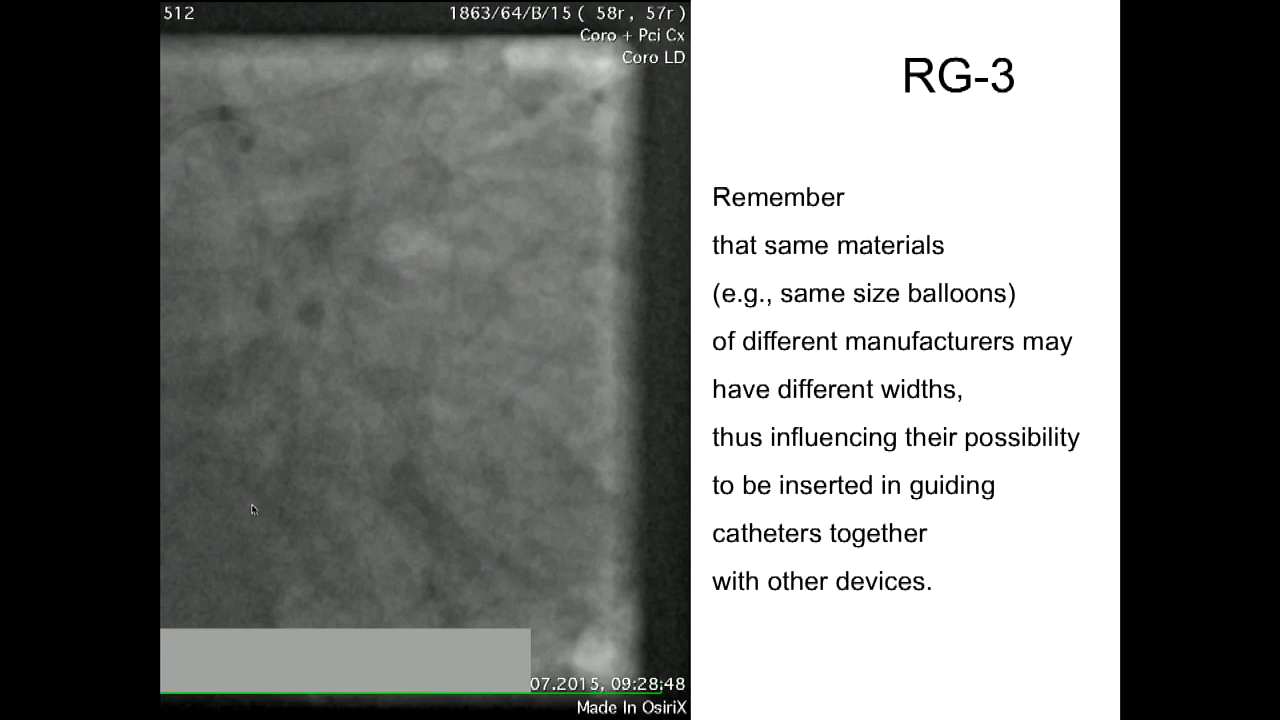 512
1863/64/B/15 ( 58r, 57r )
Coro + Pci Cx
Coro LD
RG-3
Remember
that same materials
(e.g., same size balloons)
of different manufacturers may
have different widths,
thus influencing their possibility
to be inserted in guiding
catheters together
with other devices.
07.2015, 09:28:48
Made In OsiriX